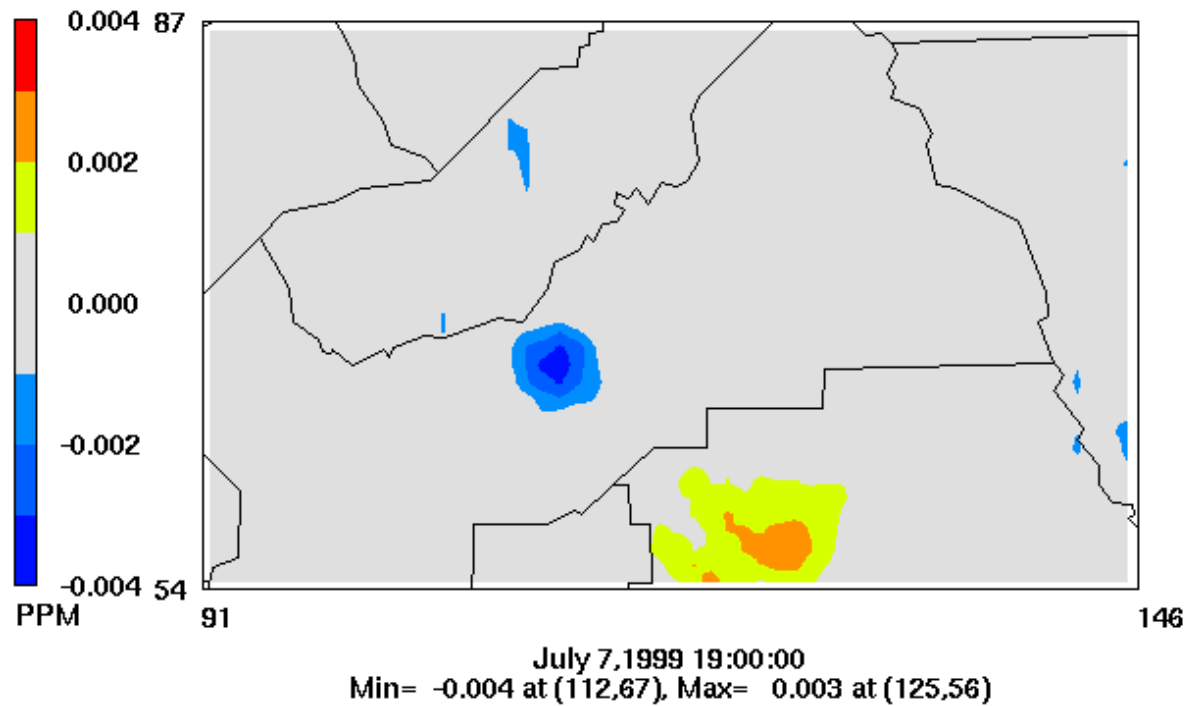 0.004 87
0.002
0.000
-0.002
-0.004 54
PPM 91 146
July 7,1999 19:00:00
Min= -0.004 at (112,67), Max= 0.003 at (125,56)